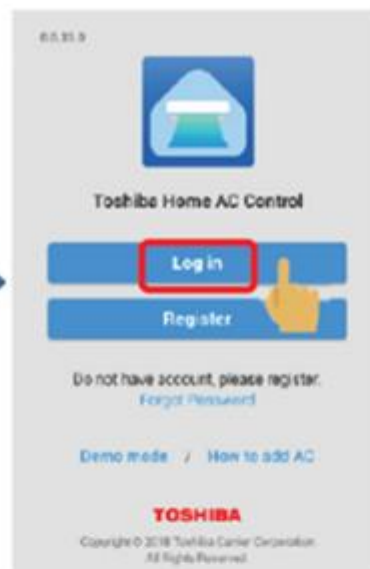 Toshiba Home AC Control
Log in
Register
Do not have account, please register.
Forgot Password
Demo mode / How to add AC
TOSHIBA
Copyright © 2018 Toshiba Carrier Corporation
All Rights Reserved